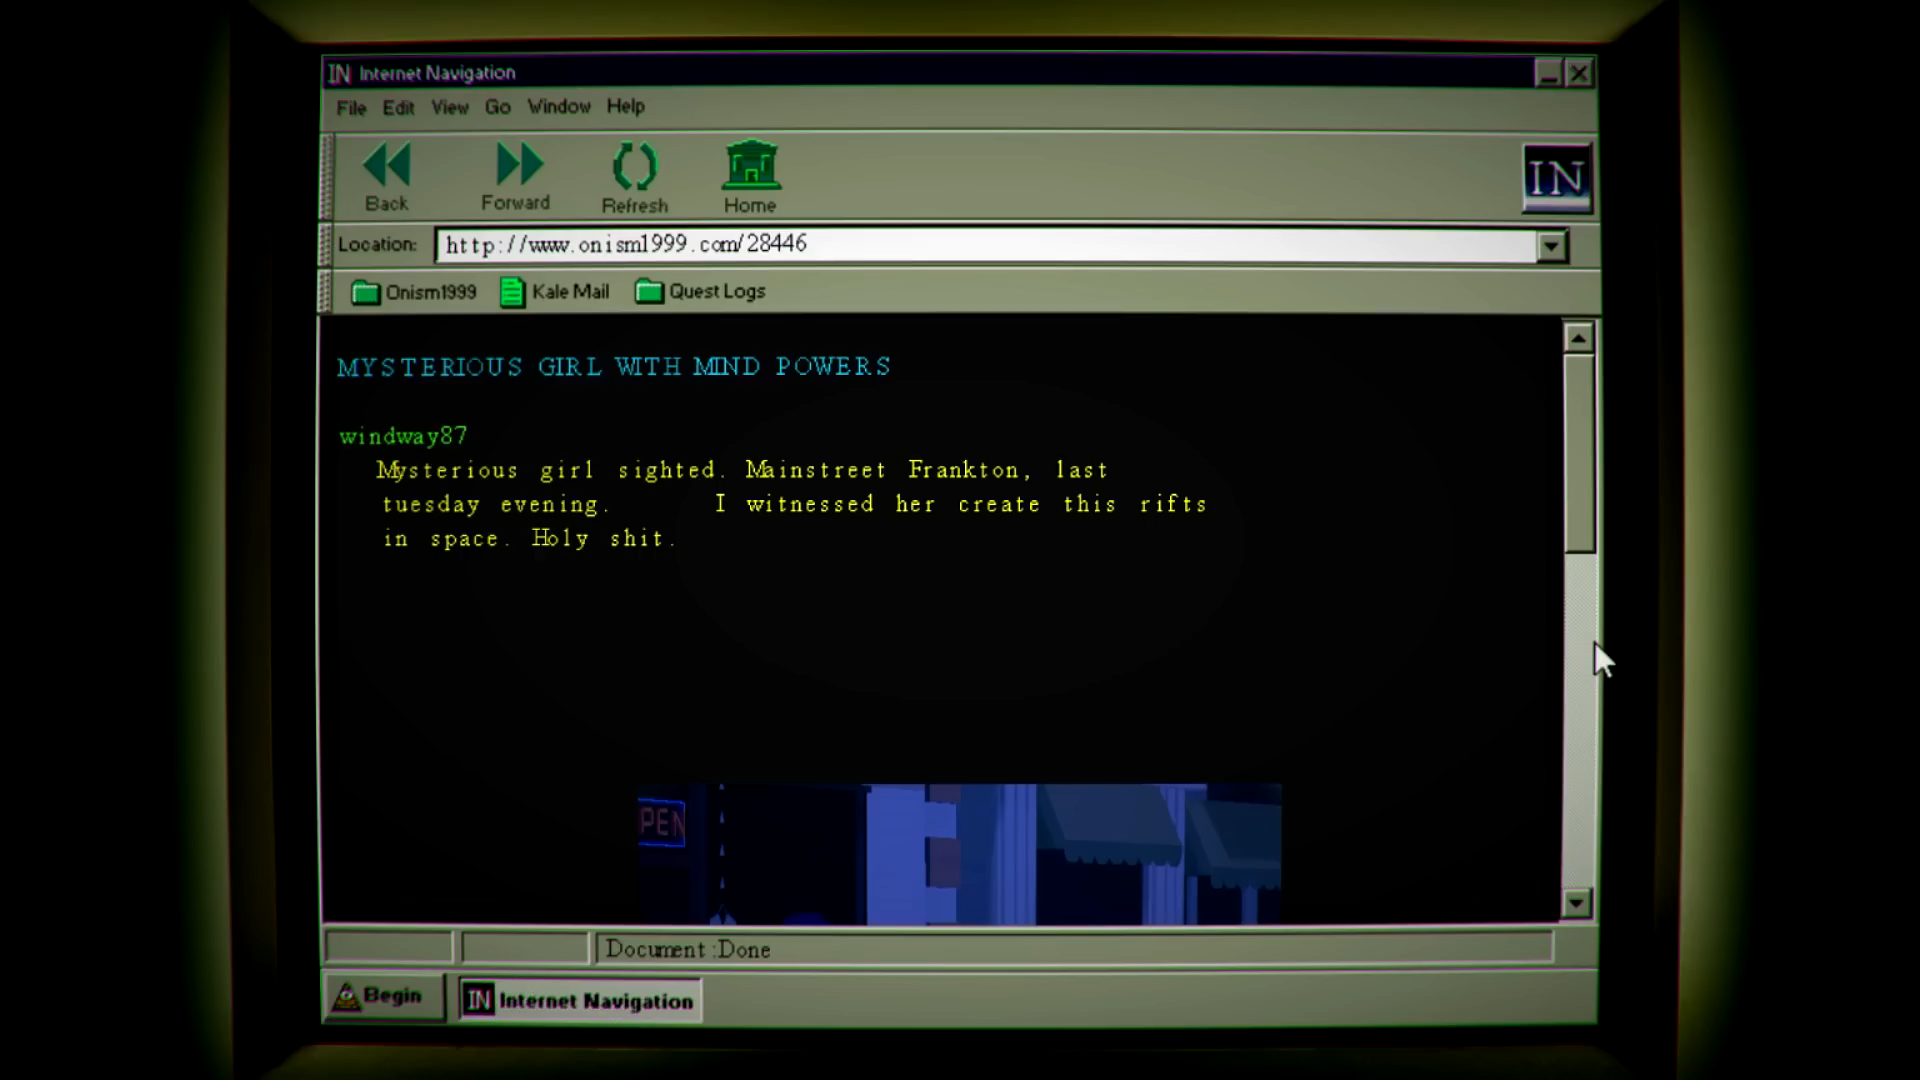 IN Internet Navigation
File Edit View Go Window Help
Back Forward Refresh Home
IN
Location: http://www.onism1999.com/28446
Onism1999 Kale Mail Quest Logs
MYSTERIOUS GIRL WITH MIND POWERS
windway87
Mysterious girl sighted. Mainstreet Frankton, last
tuesday evening. I witnessed her create this rifts
in space. Holy shit.
PEN
Document :Done
Begin IN Internet Navigation